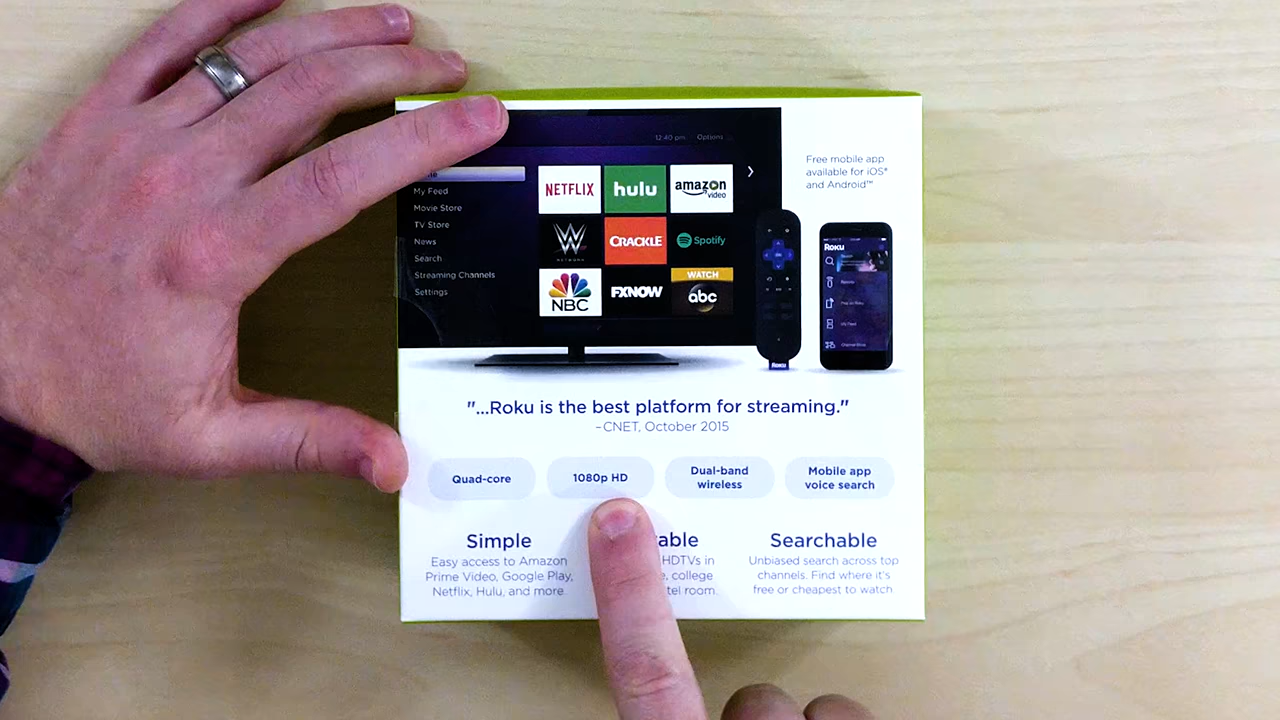 12:40 pm Options
My Feed
Movie Store
TV Store
News
Search
Streaming Channels
Settings
NETFLIX
hulu
amazon
video
W
NETWORK
CRACKLE
Spotify
NBC
FXNOW
WATCH
abc
Free mobile app
available for iOS®
and Android™
Roku
Roku
Search
"...Roku is the best platform for streaming."
–CNET, October 2015
Quad-core
1080p HD
Dual-band
wireless
Mobile app
voice search
Simple
Easy access to Amazon
Prime Video, Google Play,
Netflix, Hulu, and more.
HDTVs in
college
room.
Searchable
Unbiased search across top
channels. Find where it's
free or cheapest to watch